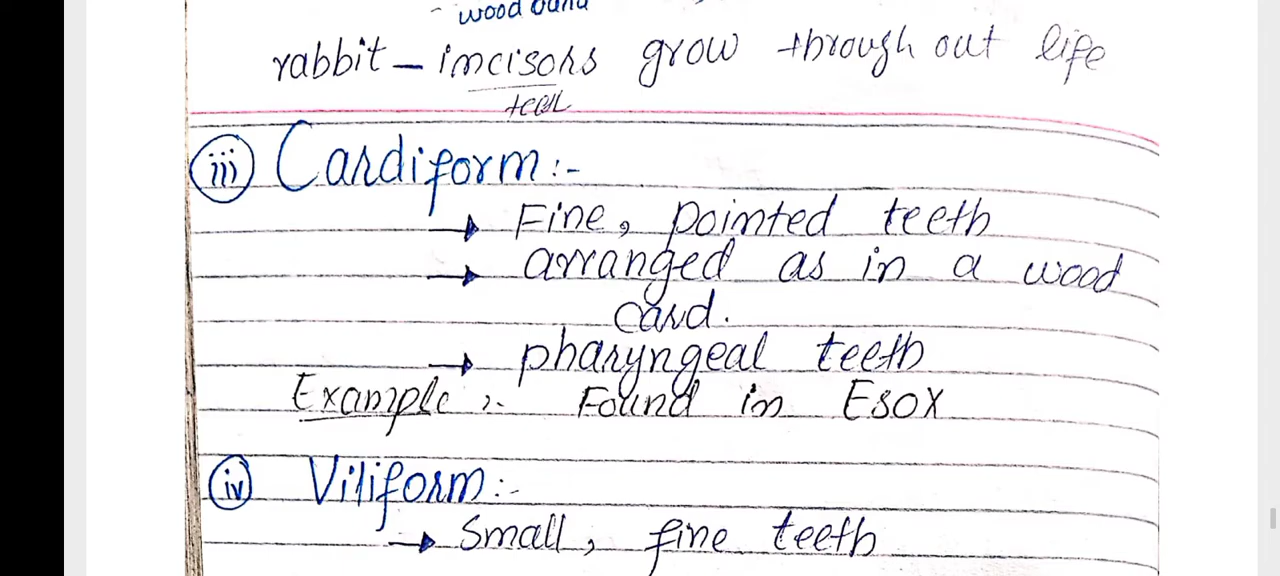 - wood
rabbit – incisors grow through out life
(iii) Cardiform :-
→ Fine, pointed teeth
→ arranged as in a wood
card.
→ pharyngeal teeth
Example :- Found in Esox
(iv) Viliform :-
→ Small, fine teeth